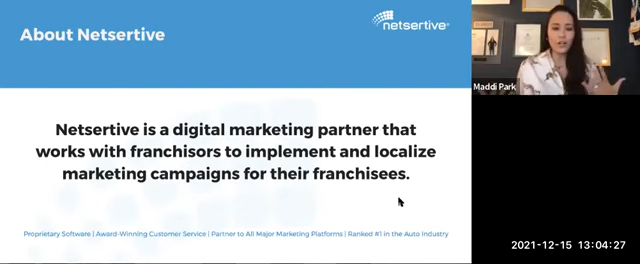 About Netsertive
netsertive®
Netsertive is a digital marketing partner that
works with franchisors to implement and localize
marketing campaigns for their franchisees.
Proprietary Software | Award-Winning Customer Service | Partner to All Major Marketing Platforms | Ranked #1 in the Auto Industry
Maddi Park
2021-12-15 13:04:27